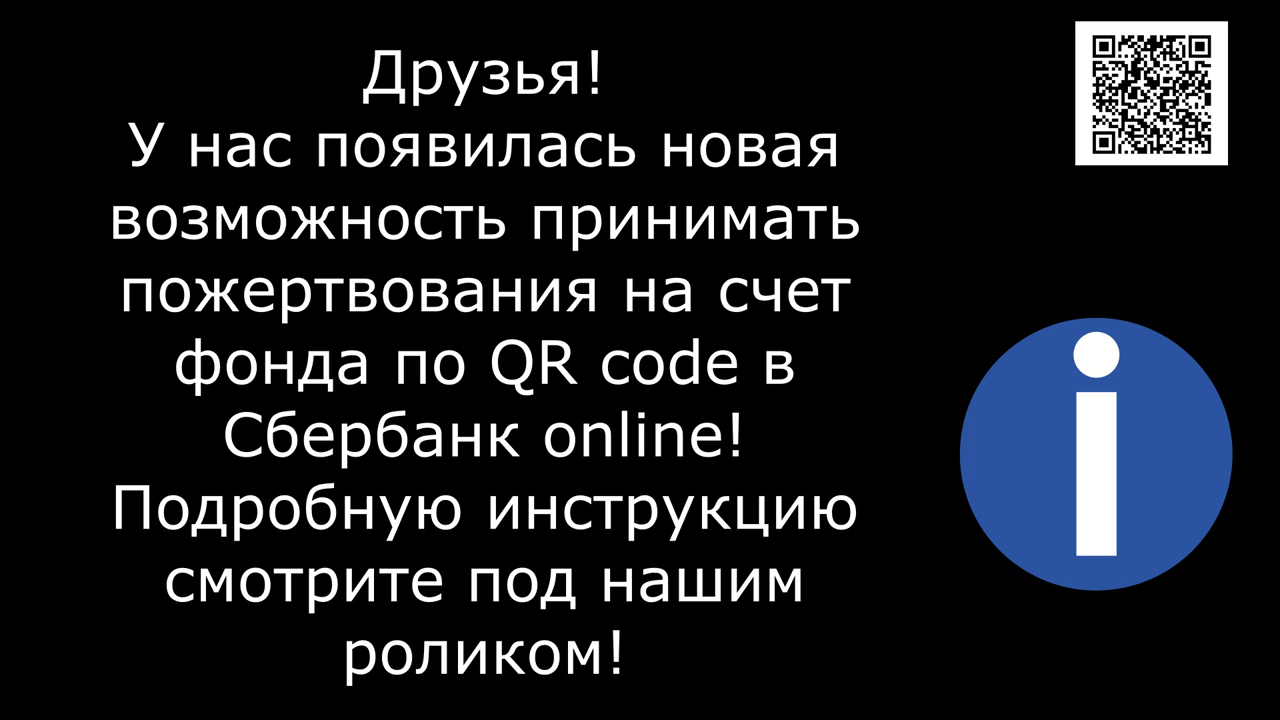 Друзья!
У нас появилась новая
возможность принимать
пожертвования на счет
фонда по QR code в
Сбербанк online!
Подробную инструкцию
смотрите под нашим
роликом!